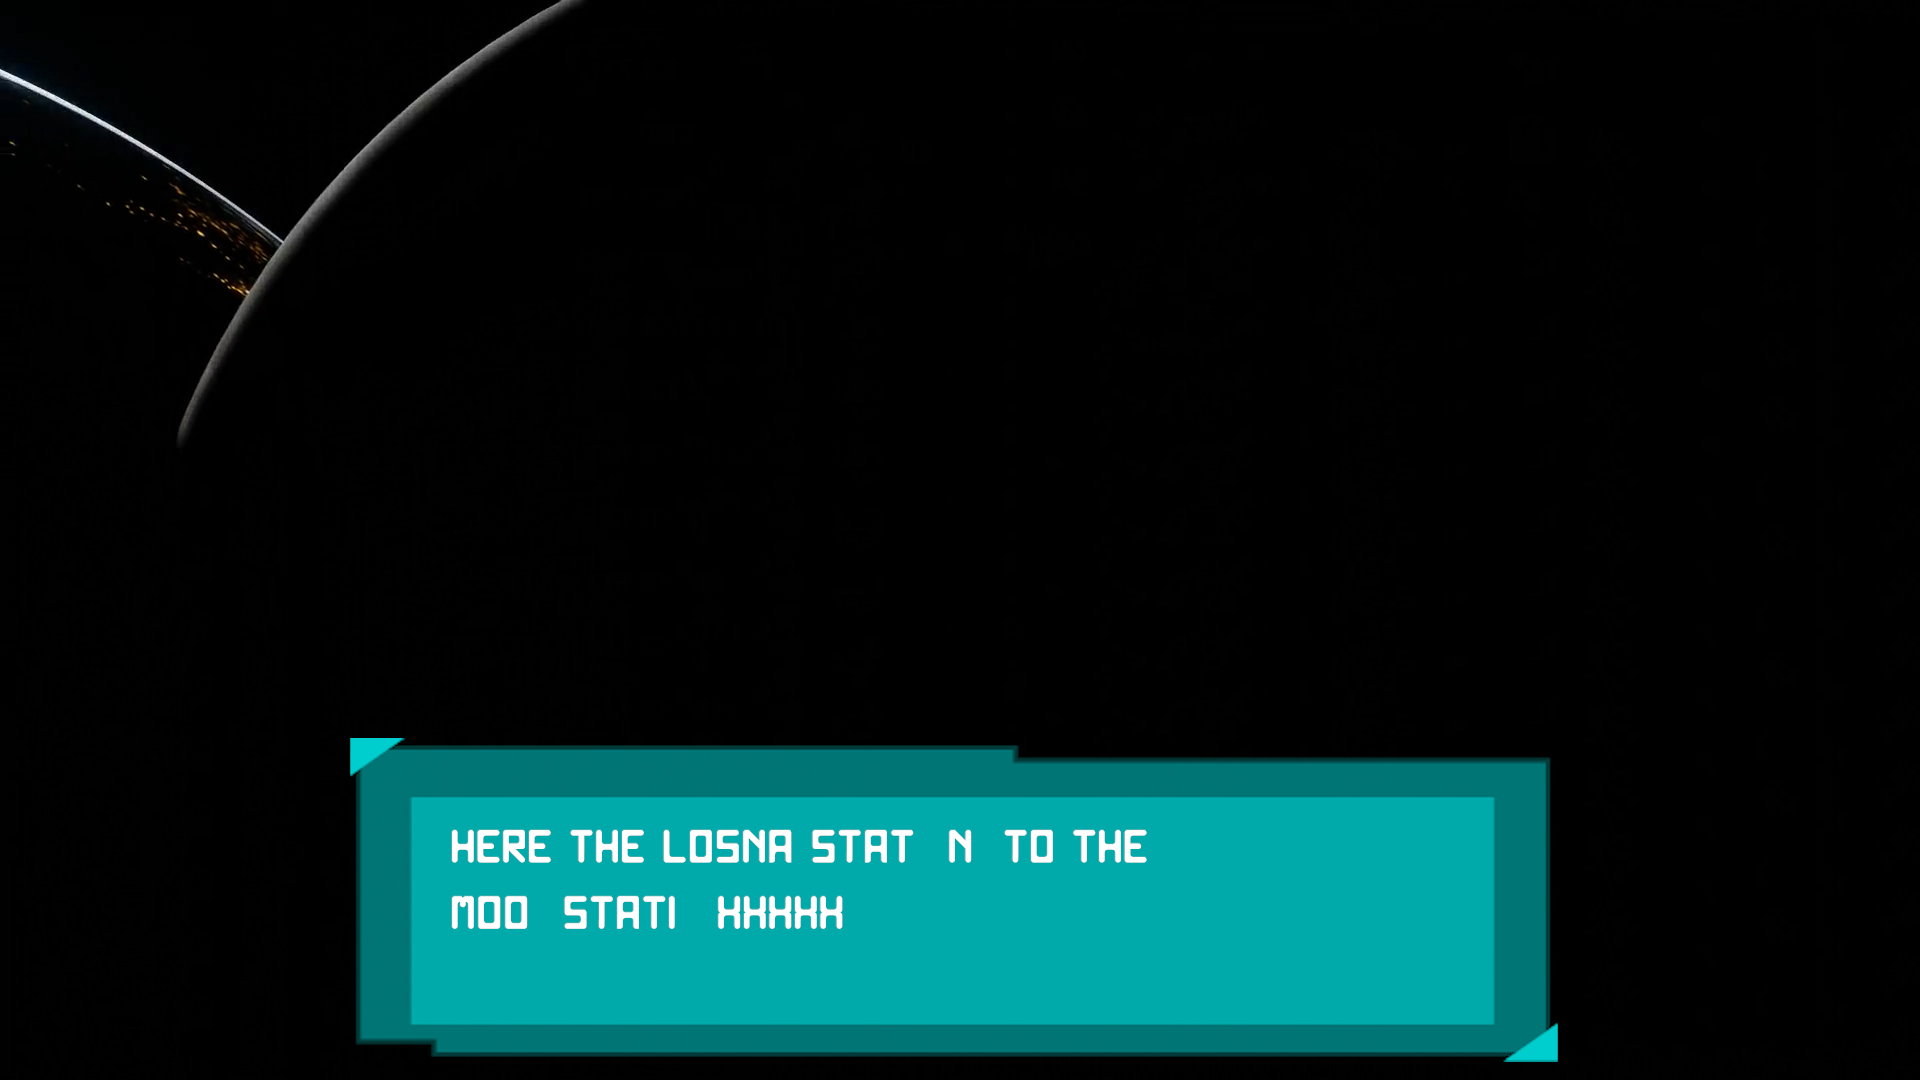 HERE THE LOSNA STAT  N  TO THE
MOO  STATI  XXXXX